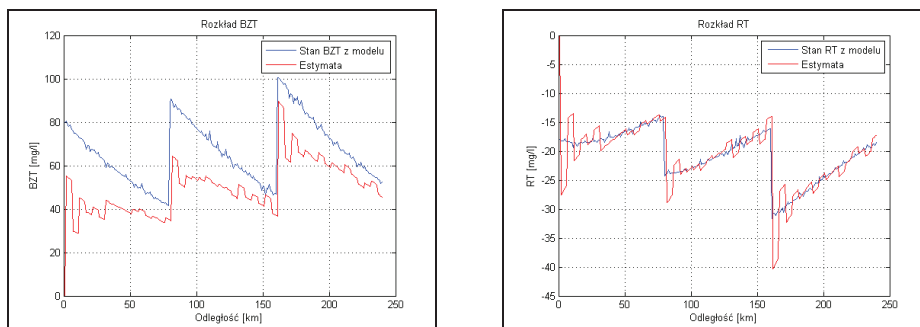 Rozkład BZT
120
100
80
60
40
20
0
BZT [mg/l]
Stan BZT z modelu
Estymata
0
50
100
150
200
250
Odległość [km]
Rozkład RT
0
-5
-10
-15
-20
-25
-30
-35
-40
-45
RT [mg/l]
Stan RT z modelu
Estymata
0
50
100
150
200
250
Odległość [km]